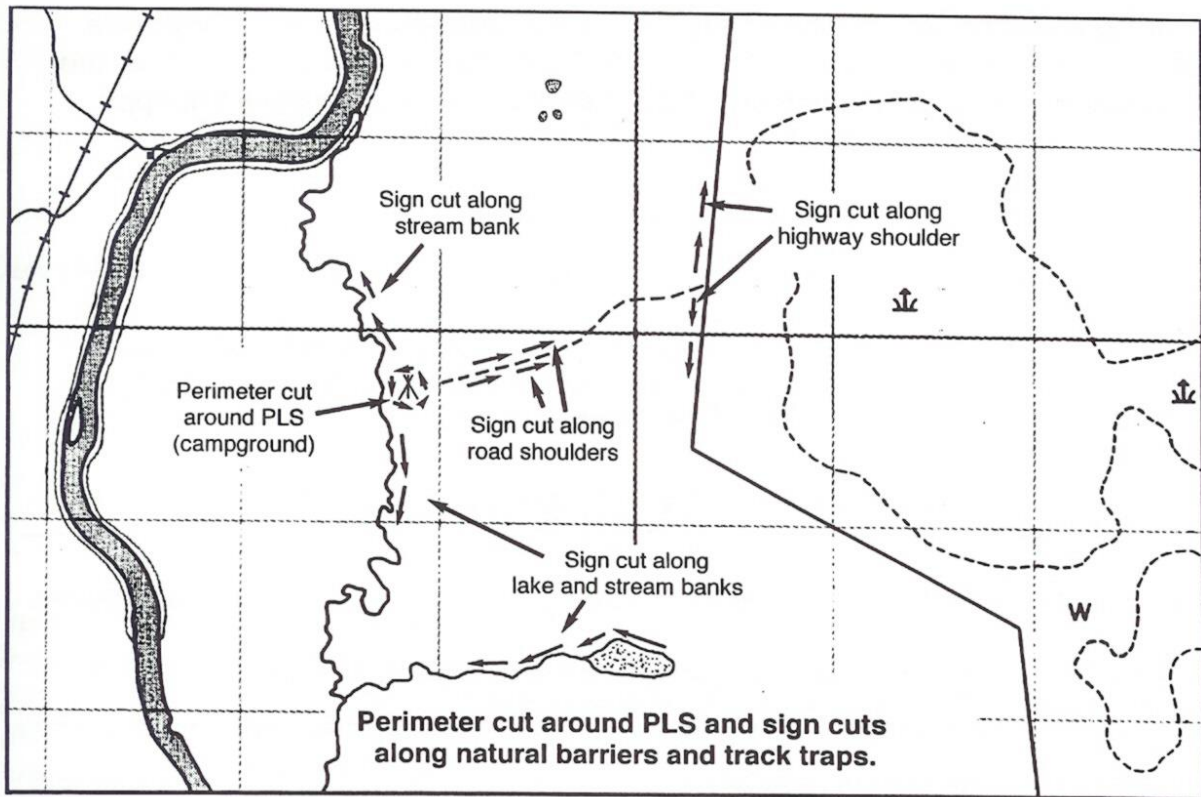 Sign cut along
stream bank
Sign cut along
highway shoulder
Perimeter cut
around PLS
(campground)
Sign cut along
road shoulders
Sign cut along
lake and stream banks
W
Perimeter cut around PLS and sign cuts
along natural barriers and track traps.